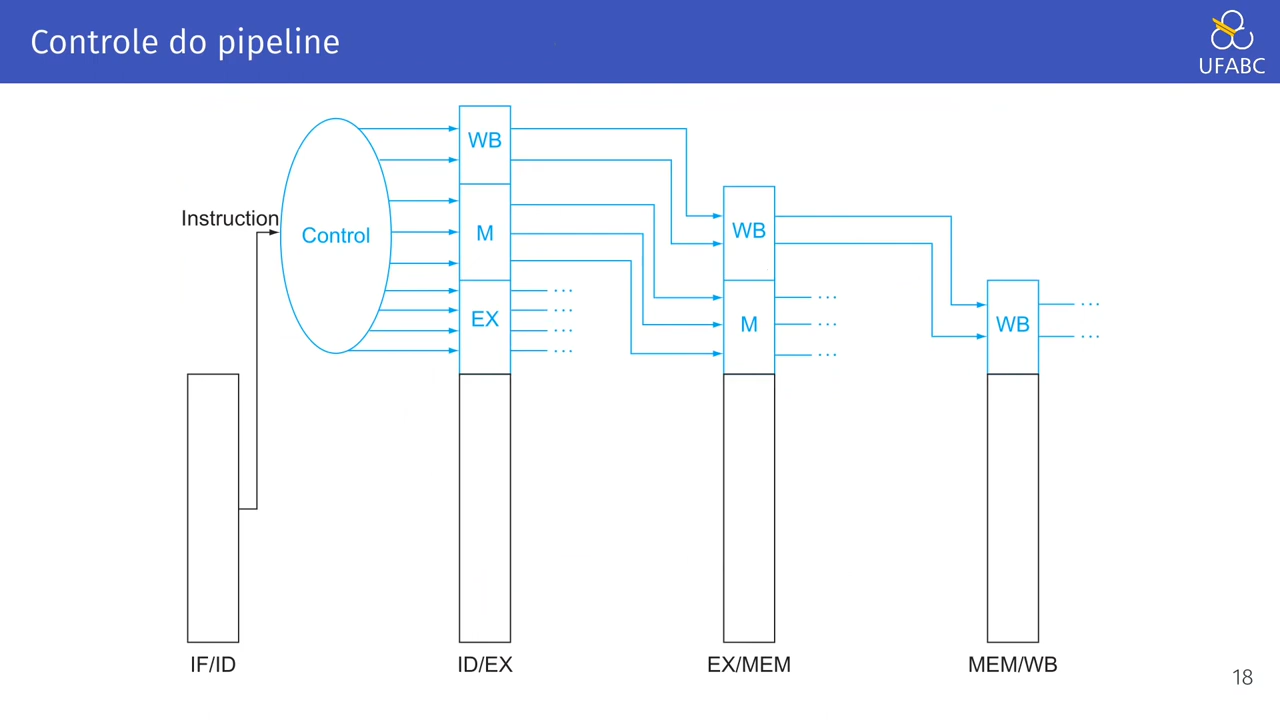 Controle do pipeline
UFABC
Instruction
Control
WB
M
EX
...
...
...
...
WB
M
...
...
...
WB
...
...
IF/ID
ID/EX
EX/MEM
MEM/WB
18